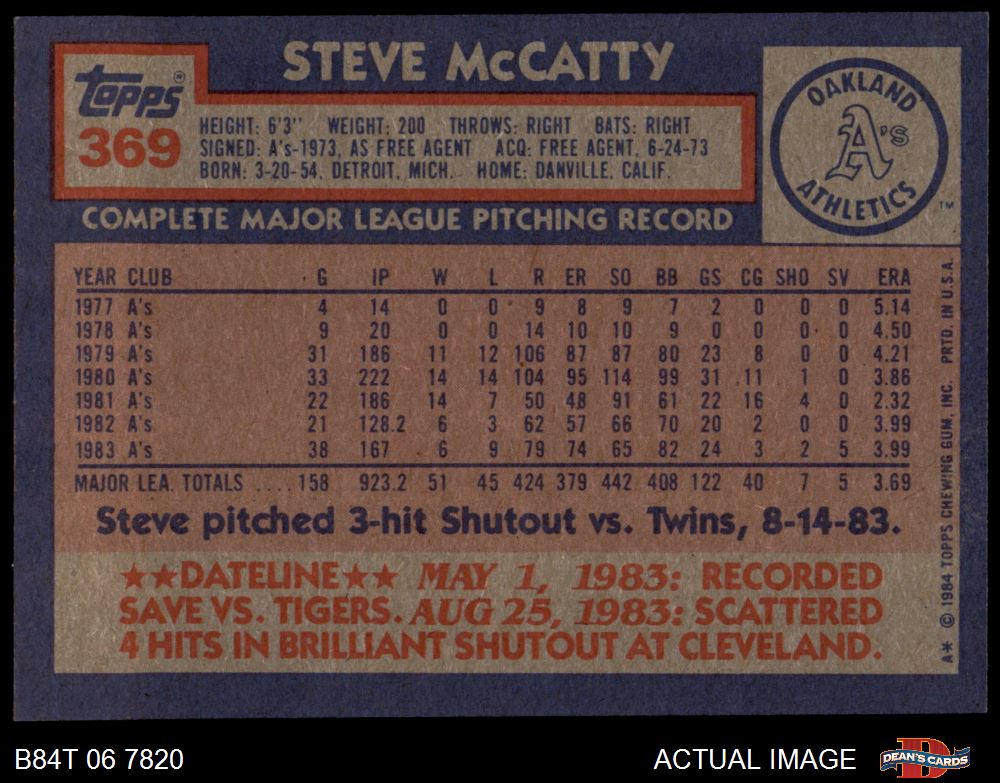 STEVE McCATTY
Topps®
369
HEIGHT: 6'3" WEIGHT: 200 THROWS: RIGHT BATS: RIGHT
SIGNED: A's-1973, AS FREE AGENT ACQ: FREE AGENT, 6-24-73
BORN: 3-20-54, DETROIT, MICH. HOME: DANVILLE, CALIF.
OAKLAND
A's
ATHLETICS
TM
COMPLETE MAJOR LEAGUE PITCHING RECORD
YEAR CLUB G IP W L R ER SO BB GS CG SHO SV ERA
1977 A's 4 14 0 0 9 8 9 7 2 0 0 0 5.14
1978 A's 9 20 0 0 14 10 10 9 0 0 0 0 4.50
1979 A's 31 186 11 12 106 87 87 80 23 8 0 0 4.21
1980 A's 33 222 14 14 104 95 114 99 31 11 1 0 3.86
1981 A's 22 186 14 7 50 48 91 61 22 16 4 0 2.32
1982 A's 21 128.2 6 3 62 57 66 70 20 2 0 0 3.99
1983 A's 38 167 6 9 79 74 65 82 24 3 2 5 3.99
MAJOR LEA. TOTALS .... 158 923.2 51 45 424 379 442 408 122 40 7 5 3.69
Steve pitched 3-hit Shutout vs. Twins, 8-14-83.
★★DATELINE★★ MAY 1, 1983: RECORDED
SAVE VS. TIGERS. AUG 25, 1983: SCATTERED
4 HITS IN BRILLIANT SHUTOUT AT CLEVELAND.
A* © 1984 TOPPS CHEWING GUM, INC. PRTD. IN U.S.A.
B84T 06 7820
ACTUAL IMAGE
DEAN'S CARDS